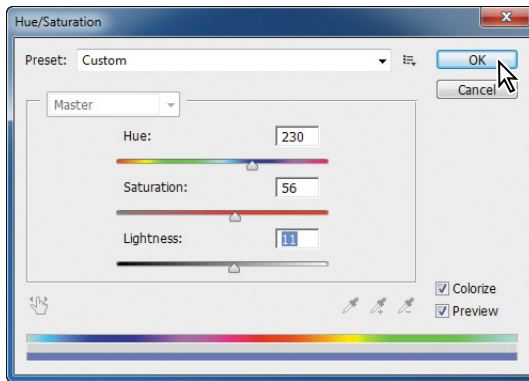 Hue/Saturation
Preset: Custom
OK
Cancel
Master
Hue: 230
Saturation: 56
Lightness: 11
Colorize
Preview